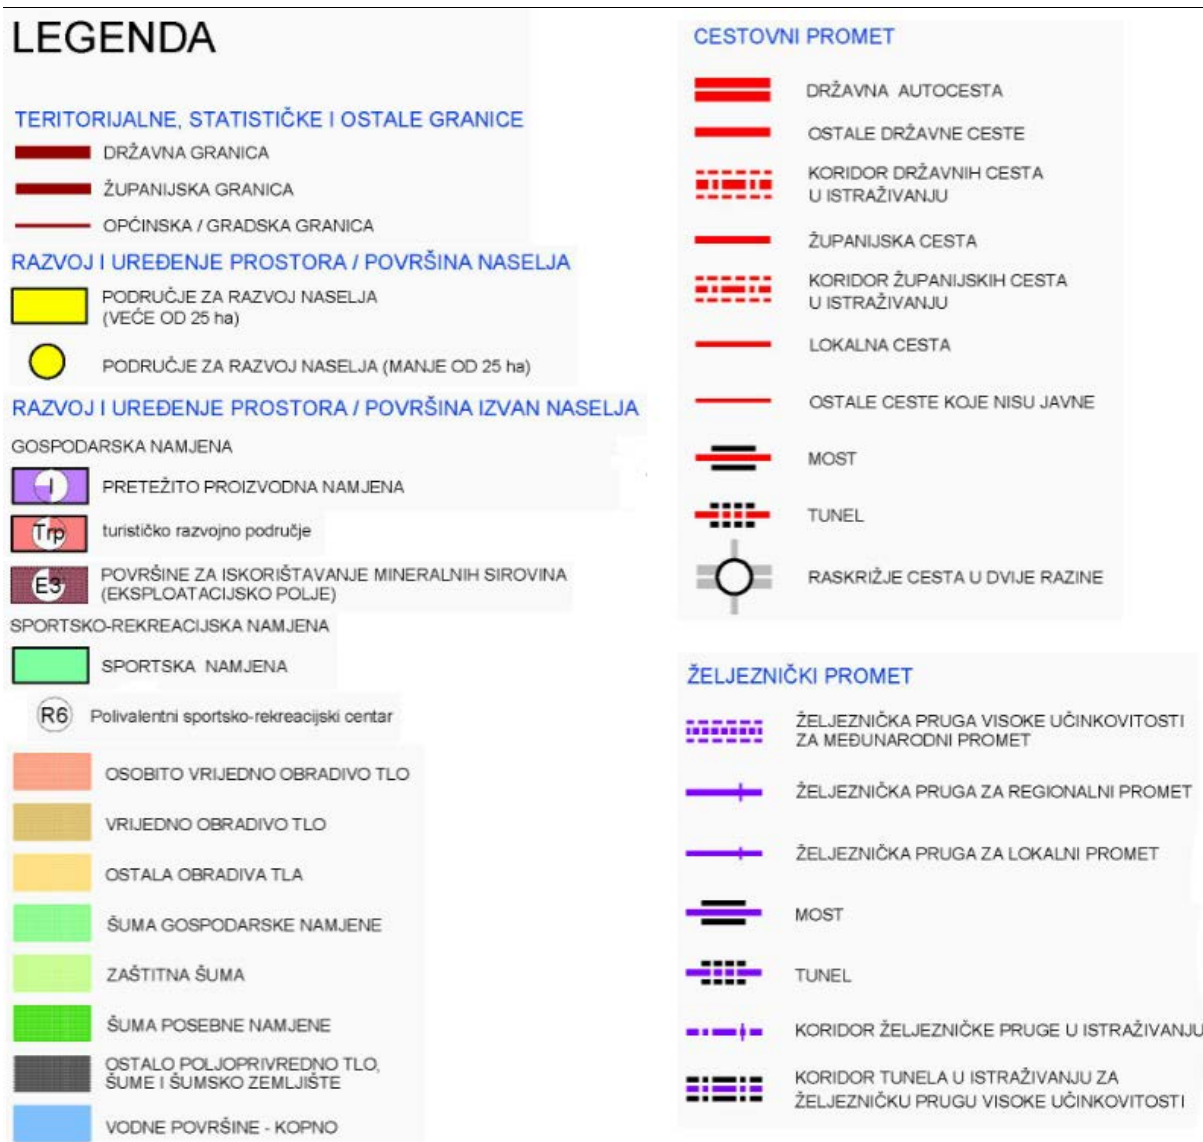 LEGENDA
TERITORIJALNE, STATISTIČKE I OSTALE GRANICE
DRŽAVNA GRANICA
ŽUPANIJSKA GRANICA
OPĆINSKA / GRADSKA GRANICA
RAZVOJ I UREĐENJE PROSTORA / POVRŠINA NASELJA
PODRUČJE ZA RAZVOJ NASELJA
(VEĆE OD 25 ha)
PODRUČJE ZA RAZVOJ NASELJA (MANJE OD 25 ha)
RAZVOJ I UREĐENJE PROSTORA / POVRŠINA IZVAN NASELJA
GOSPODARSKA NAMJENA
I PRETEŽITO PROIZVODNA NAMJENA
Trp turističko razvojno područje
E3 POVRŠINE ZA ISKORIŠTAVANJE MINERALNIH SIROVINA
(EKSPLOATACIJSKO POLJE)
SPORTSKO-REKREACIJSKA NAMJENA
SPORTSKA NAMJENA
R6 Polivalentni sportsko-rekreacijski centar
OSOBITO VRIJEDNO OBRADIVO TLO
VRIJEDNO OBRADIVO TLO
OSTALA OBRADIVA TLA
ŠUMA GOSPODARSKE NAMJENE
ZAŠTITNA ŠUMA
ŠUMA POSEBNE NAMJENE
OSTALO POLJOPRIVREDNO TLO,
ŠUME I ŠUMSKO ZEMLJIŠTE
VODNE POVRŠINE - KOPNO
CESTOVNI PROMET
DRŽAVNA AUTOCESTA
OSTALE DRŽAVNE CESTE
KORIDOR DRŽAVNIH CESTA
U ISTRAŽIVANJU
ŽUPANIJSKA CESTA
KORIDOR ŽUPANIJSKIH CESTA
U ISTRAŽIVANJU
LOKALNA CESTA
OSTALE CESTE KOJE NISU JAVNE
MOST
TUNEL
RASKRIŽJE CESTA U DVIJE RAZINE
ŽELJEZNIČKI PROMET
ŽELJEZNIČKA PRUGA VISOKE UČINKOVITOSTI
ZA MEĐUNARODNI PROMET
ŽELJEZNIČKA PRUGA ZA REGIONALNI PROMET
ŽELJEZNIČKA PRUGA ZA LOKALNI PROMET
MOST
TUNEL
KORIDOR ŽELJEZNIČKE PRUGE U ISTRAŽIVANJU
KORIDOR TUNELA U ISTRAŽIVANJU ZA
ŽELJEZNIČKU PRUGU VISOKE UČINKOVITOSTI